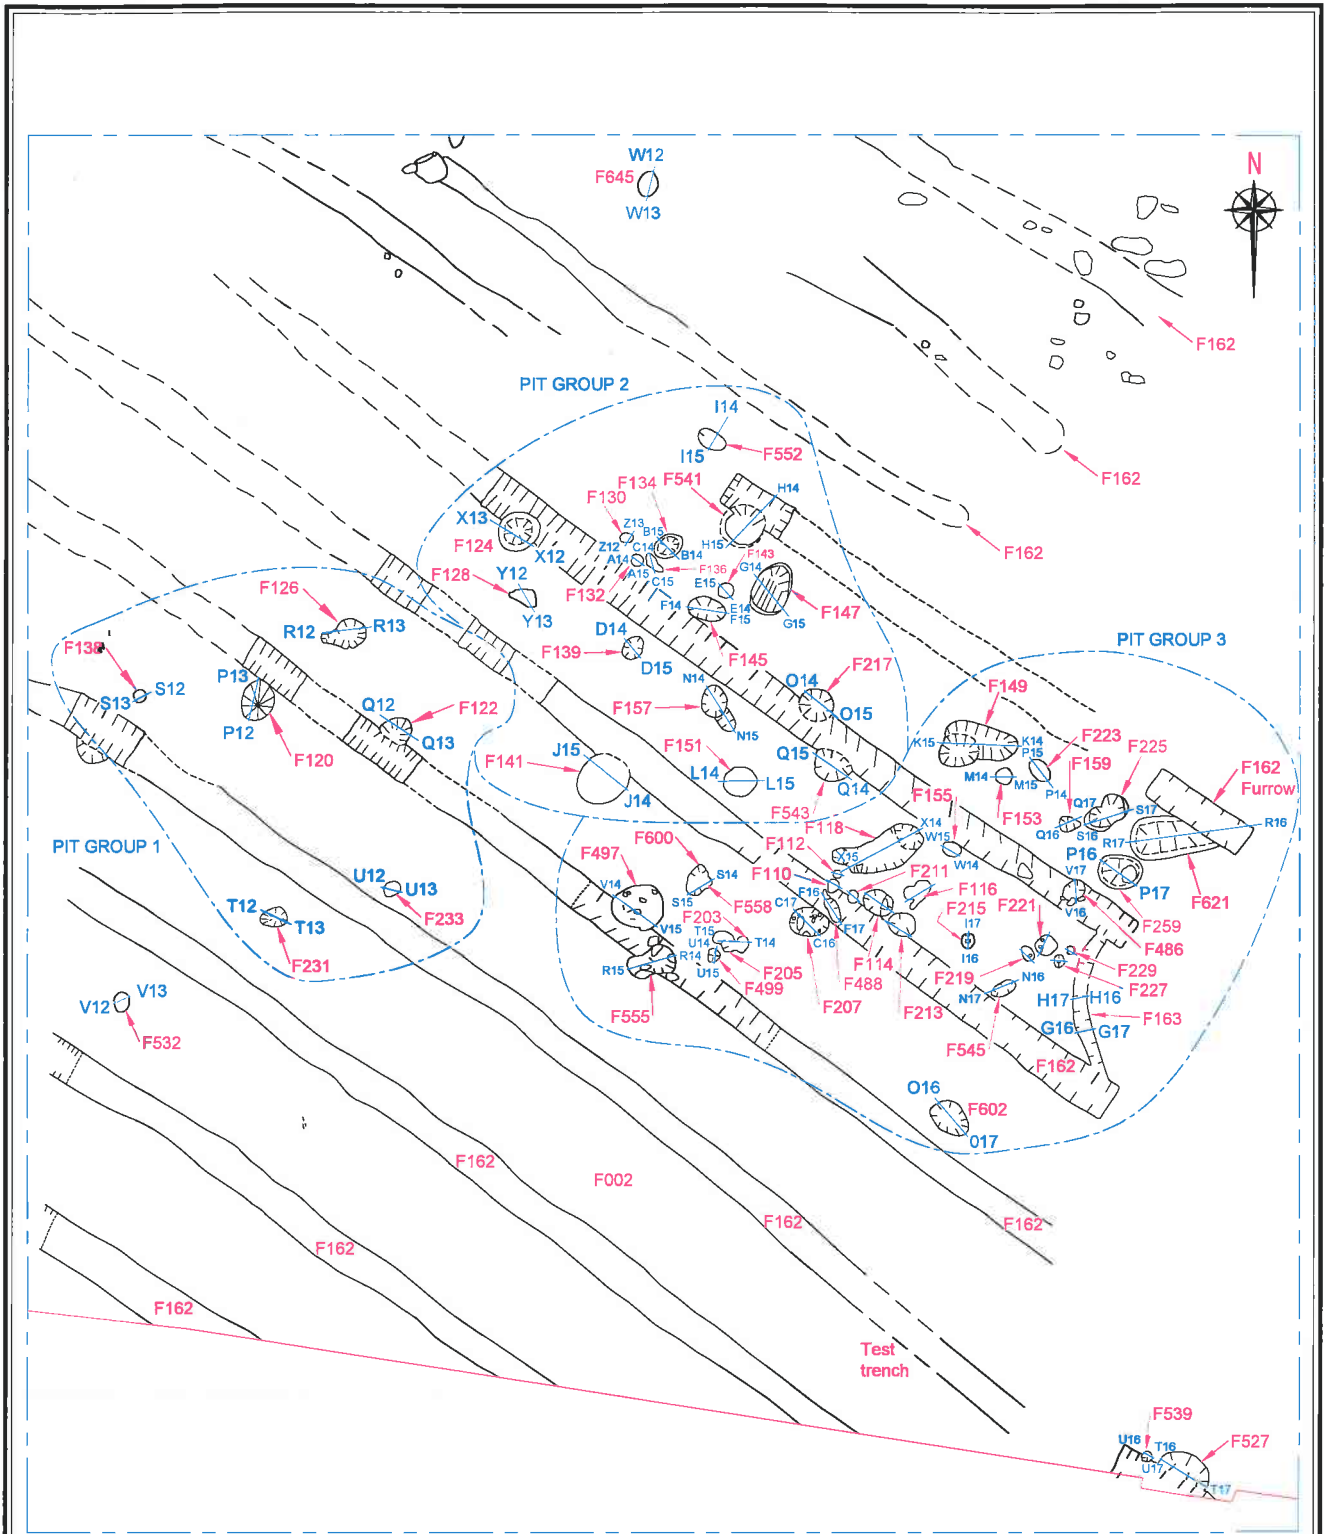 W12
F645
W13
N
F162
PIT GROUP 2
I14
I15
F552
F162
F134 F541
H14
F130
X13
Z13 B15
F124
X12
Z12 C14
B14
H15
F143
F162
A14
A15
C15
F136
G14
F128
Y12
F132
E15
F147
F126
Y13
F14
E14
F15
G15
R12 R13
D14
PIT GROUP 3
F138
F139
D15
F145
P13
N14
O14
F217
F149
S13 S12
Q12
F122
F157
O15
F223
P12
Q13
N15
K15
K14
P15
F225
F120
J15
F151
Q15
F159
F162
Furrow
F141
L14 L15
M14
M15
P14
Q17
S17
J14
F543
Q14
F155
F153
F118
X14
Q16
S16
R16
PIT GROUP 1
F600
F112
W15
R17
F497
X15
W14
P16
U12
U13
V14
S14
F110
F211
V17
P17
F621
T12
F233
S15
F558
C17
F16
F116
V16
F259
T13
F203
F215
F221
F486
V15
T15
T14
F17
I17
F231
U14
C16
I16
F229
R15
R14
F205
F114
F219
N16
F227
U15
F499
F488
N17
H17 H16
V12 V13
F555
F207
F213
G16 G17
F163
F532
F545
F162
O16
F602
017
F162
F002
F162
F162
F162
F162
Test
trench
F539
U16 T16
F527
U17
T17